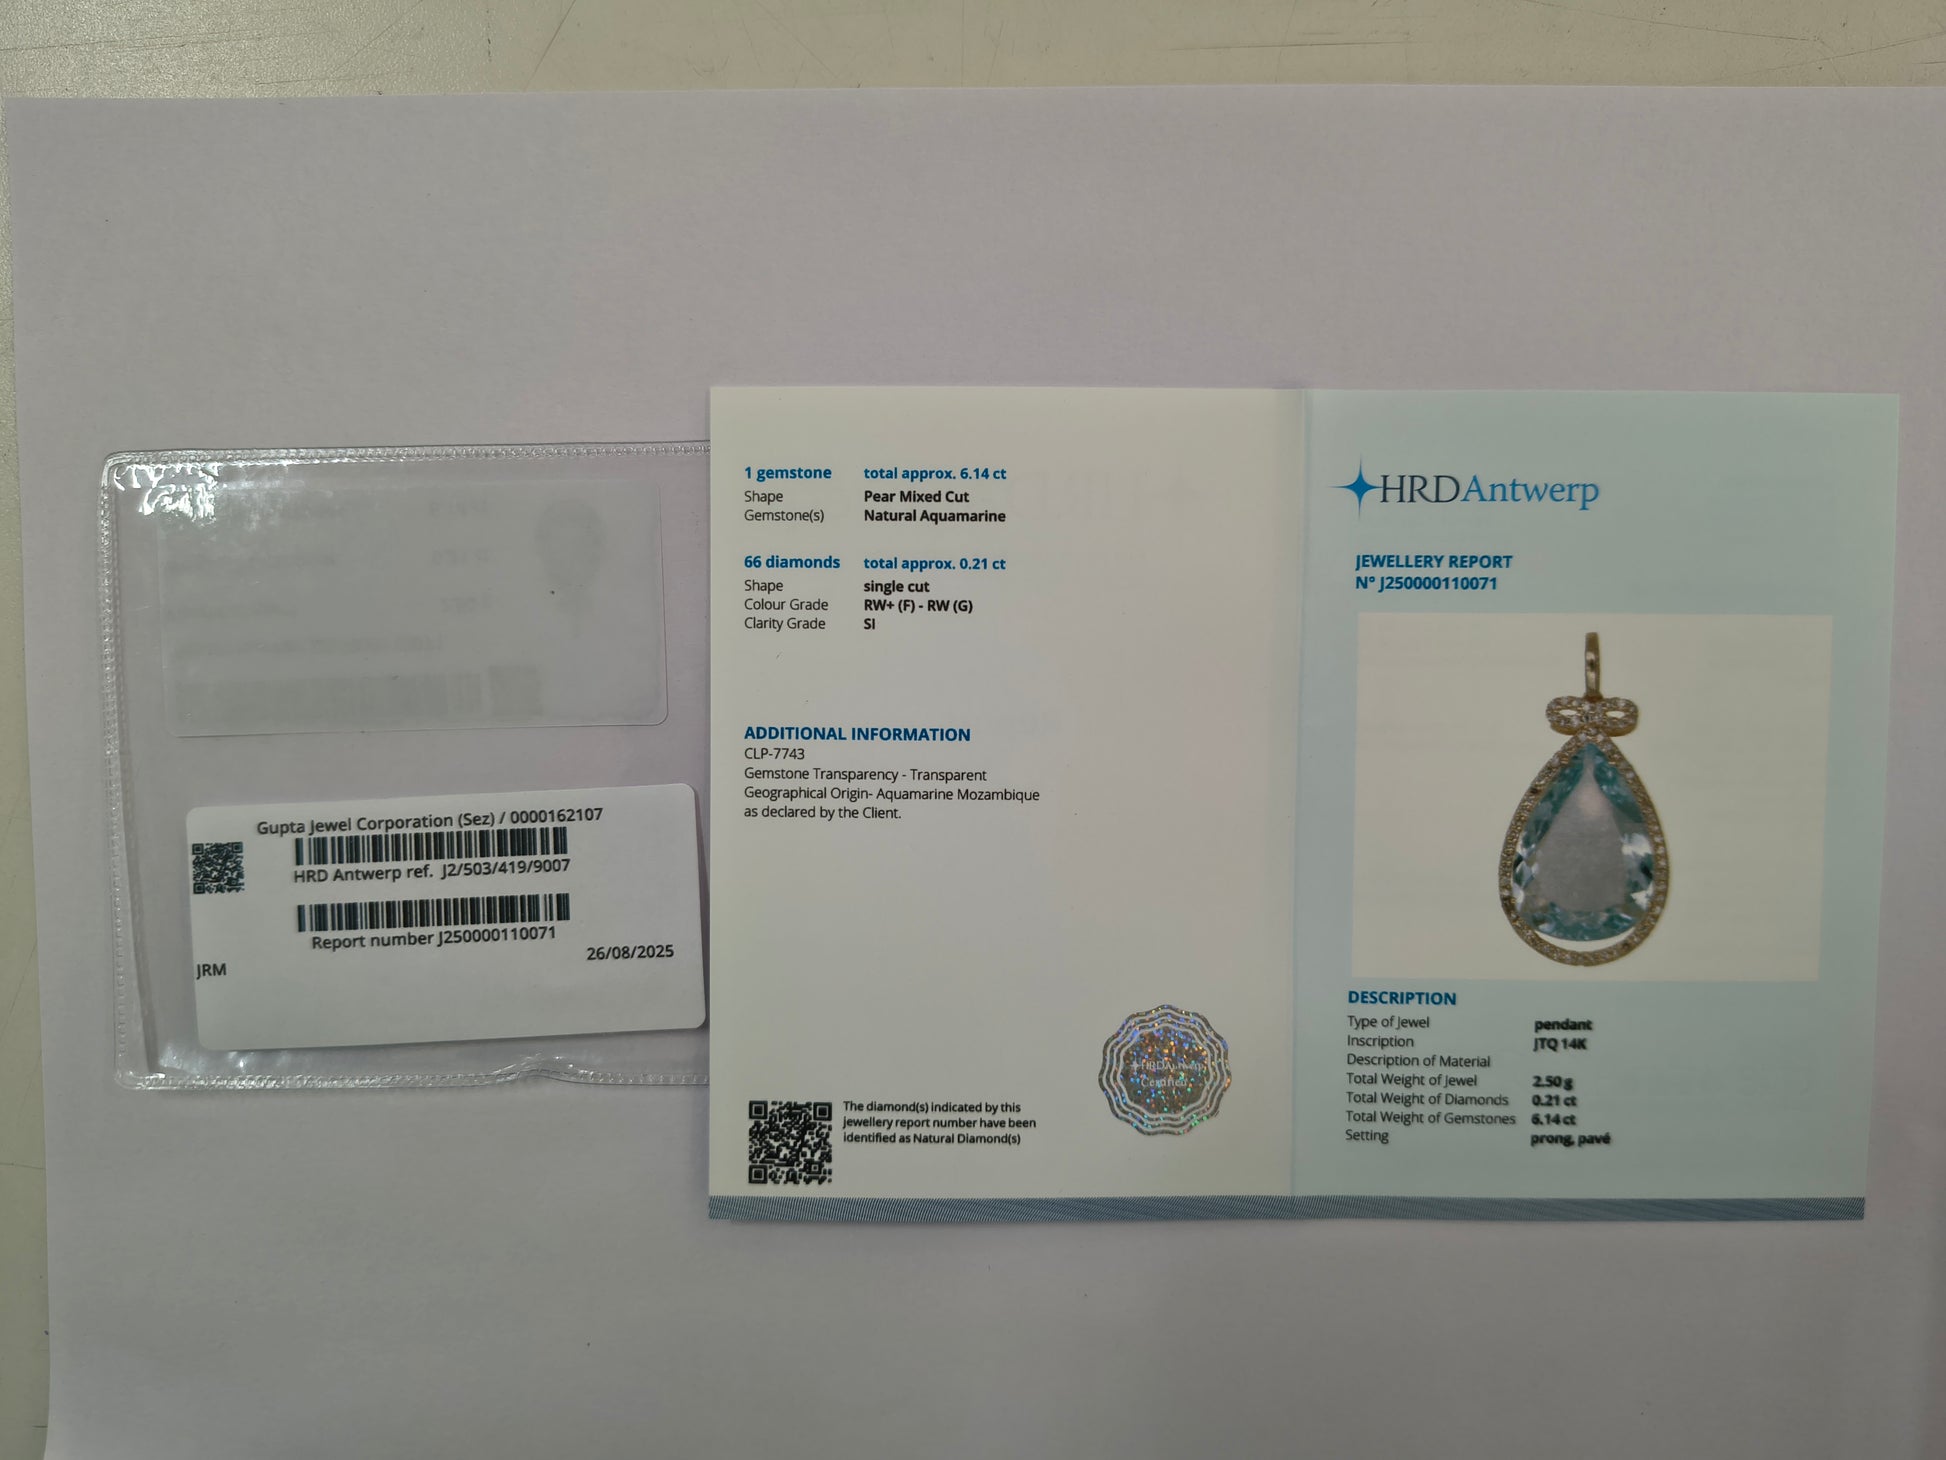 Gupta Jewel Corporation (Sez) / 0000162107
HRD Antwerp ref. J2/503/419/9007
Report number J250000110071
26/08/2025
JRM
1 gemstone total approx. 6.14 ct
Shape Pear Mixed Cut
Gemstone(s) Natural Aquamarine
66 diamonds total approx. 0.21 ct
Shape single cut
Colour Grade RW+ (F) - RW (G)
Clarity Grade SI
ADDITIONAL INFORMATION
CLP-7743
Gemstone Transparency - Transparent
Geographical Origin- Aquamarine Mozambique
as declared by the Client.
The diamond(s) indicated by this
jewellery report number have been
identified as Natural Diamond(s)
HRDAntwerp
Certified
HRDAntwerp
JEWELLERY REPORT
N° J250000110071
DESCRIPTION
Type of Jewel pendant
Inscription JTQ 14K
Description of Material
Total Weight of Jewel 2.50 g
Total Weight of Diamonds 0.21 ct
Total Weight of Gemstones 6.14 ct
Setting prong, pavé